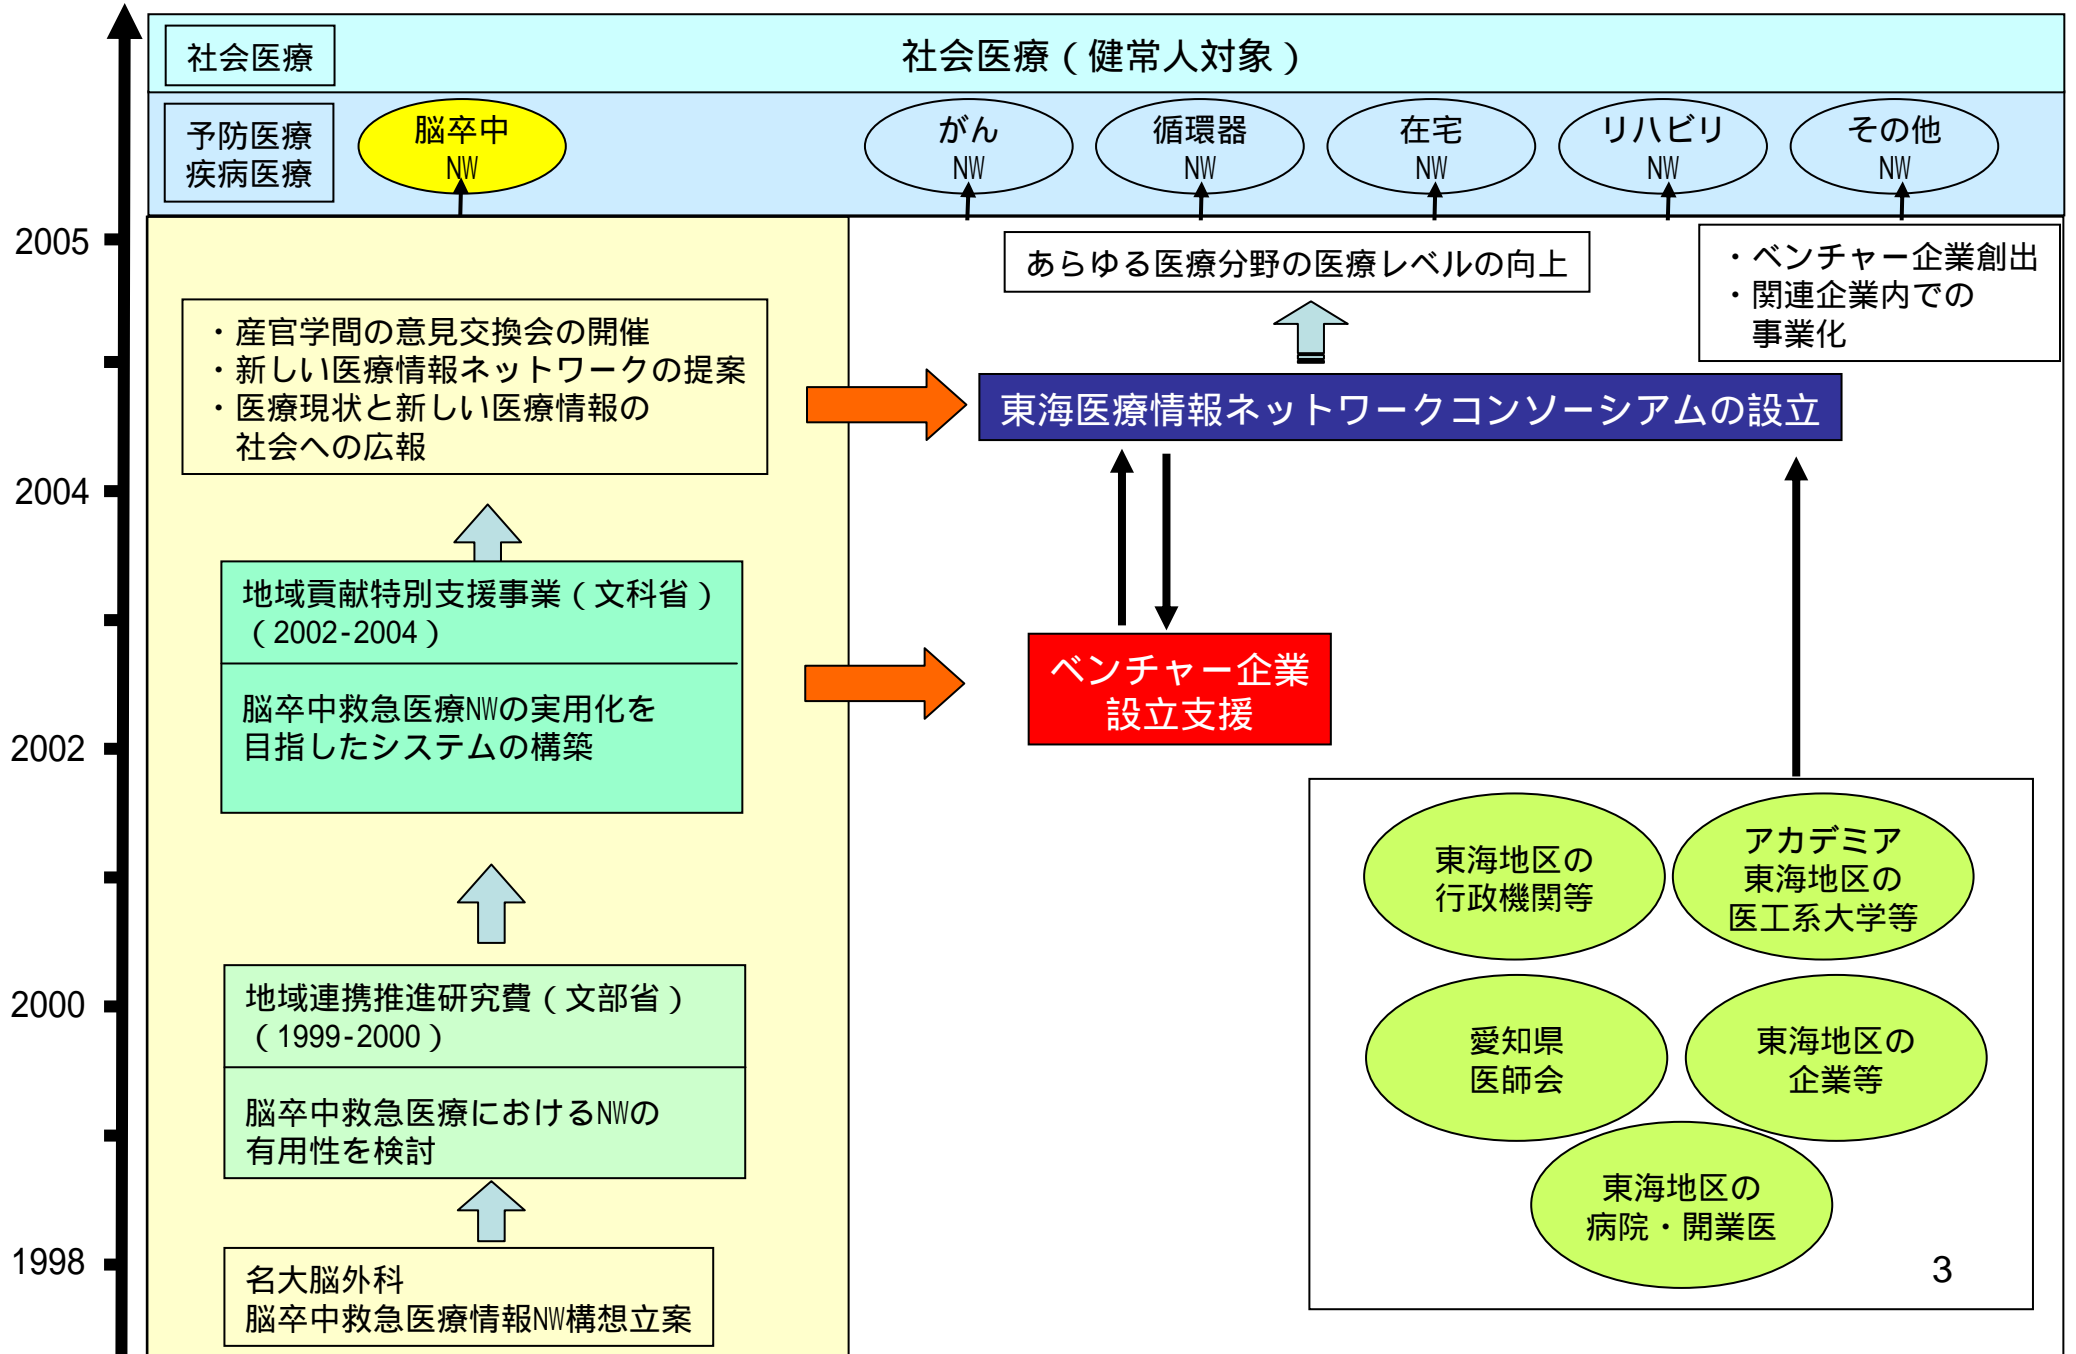 社会医療
社会医療（健常人対象）
予防医療
疾病医療
脳卒中
NW
がん
NW
循環器
NW
在宅
NW
リハビリ
NW
その他
NW
2005
あらゆる医療分野の医療レベルの向上
・ベンチャー企業創出
・関連企業内での
事業化
・産官学間の意見交換会の開催
・新しい医療情報ネットワークの提案
・医療現状と新しい医療情報の
社会への広報
東海医療情報ネットワークコンソーシアムの設立
2004
地域貢献特別支援事業（文科省）
（2002-2004）
脳卒中救急医療NWの実用化を
目指したシステムの構築
ベンチャー企業
設立支援
2002
東海地区の
行政機関等
アカデミア
東海地区の
医工系大学等
2000
地域連携推進研究費（文部省）
（1999-2000）
脳卒中救急医療におけるNWの
有用性を検討
愛知県
医師会
東海地区の
企業等
東海地区の
病院・開業医
1998
名大脳外科
脳卒中救急医療情報NW構想立案
3